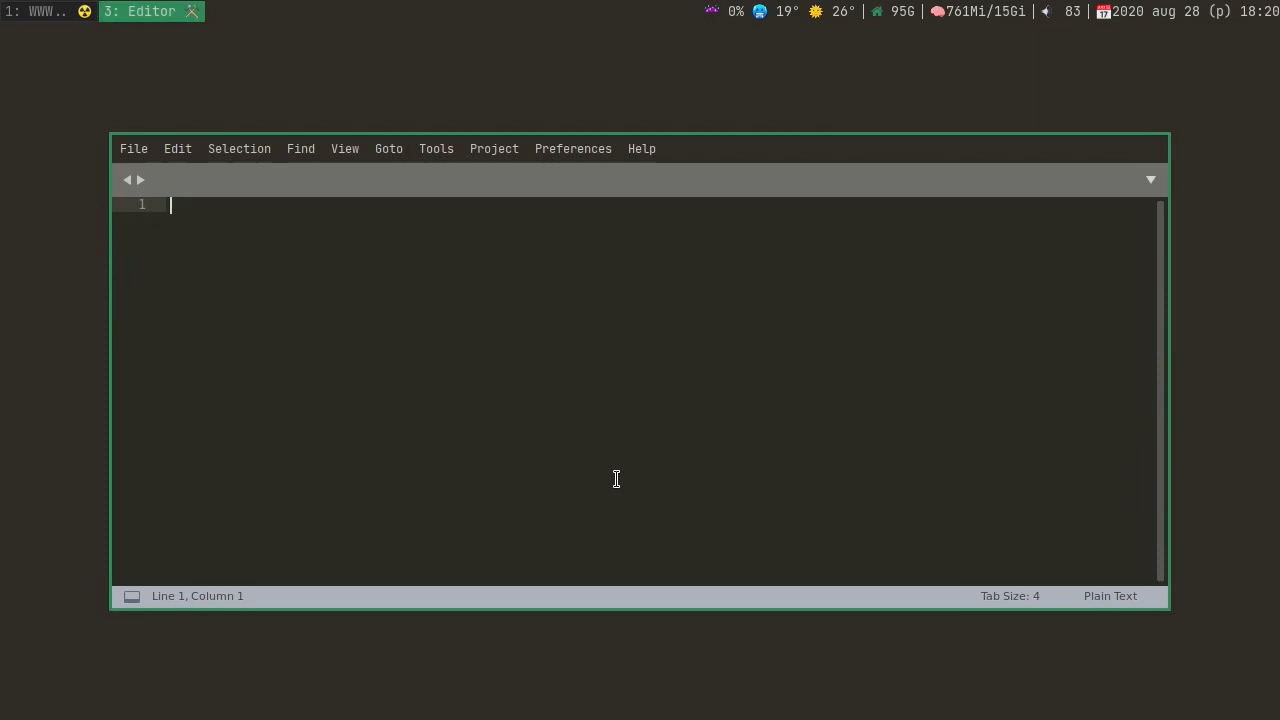 1: WWW.. ☢ 3: Editor 0% 19° 26° | 95G | 761Mi/15Gi | 83 | 2020 aug 28 (p) 18:20
File Edit Selection Find View Goto Tools Project Preferences Help
1
Line 1, Column 1 Tab Size: 4 Plain Text